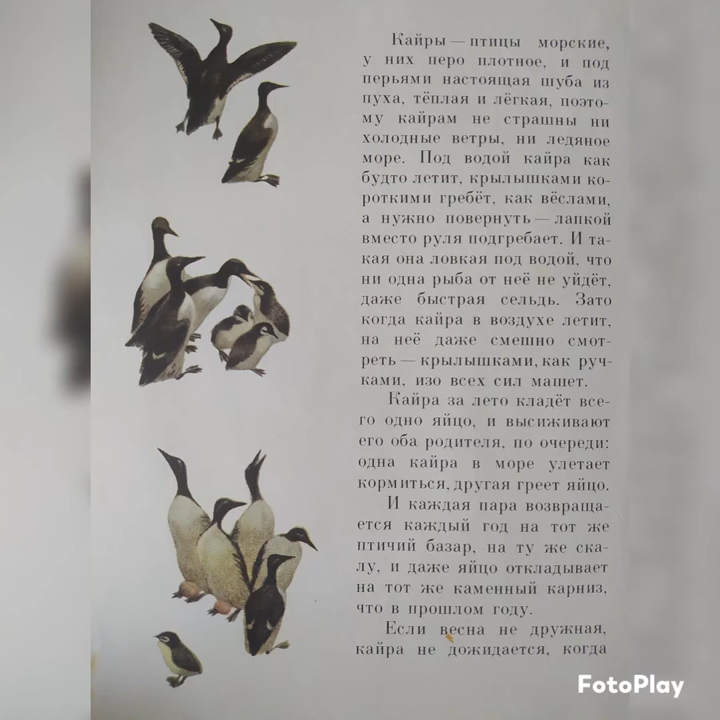 Кайры — птицы морские,
у них перо плотное, и под
перьями настоящая шуба из
пуха, тёплая и лёгкая, поэто-
му кайрам не страшны ни
холодные ветры, ни ледяное
море. Под водой кайра как
будто летит, крылышками ко-
роткими гребёт, как вёслами,
а нужно повернуть — лапкой
вместо руля подгребает. И та-
кая она ловкая под водой, что
ни одна рыба от неё не уйдёт,
даже быстрая сельдь. Зато
когда кайра в воздухе летит,
на неё даже смешно смот-
реть — крылышками, как руч-
ками, изо всех сил машет.
Кайра за лето кладёт все-
го одно яйцо, и высиживают
его оба родителя, по очереди:
одна кайра в море улетает
кормиться, другая греет яйцо.
И каждая пара возвраща-
ется каждый год на тот же
птичий базар, на ту же ска-
лу, и даже яйцо откладывает
на тот же каменный карниз,
что в прошлом году.
Если весна не дружная,
кайра не дожидается, когда
FotoPlay